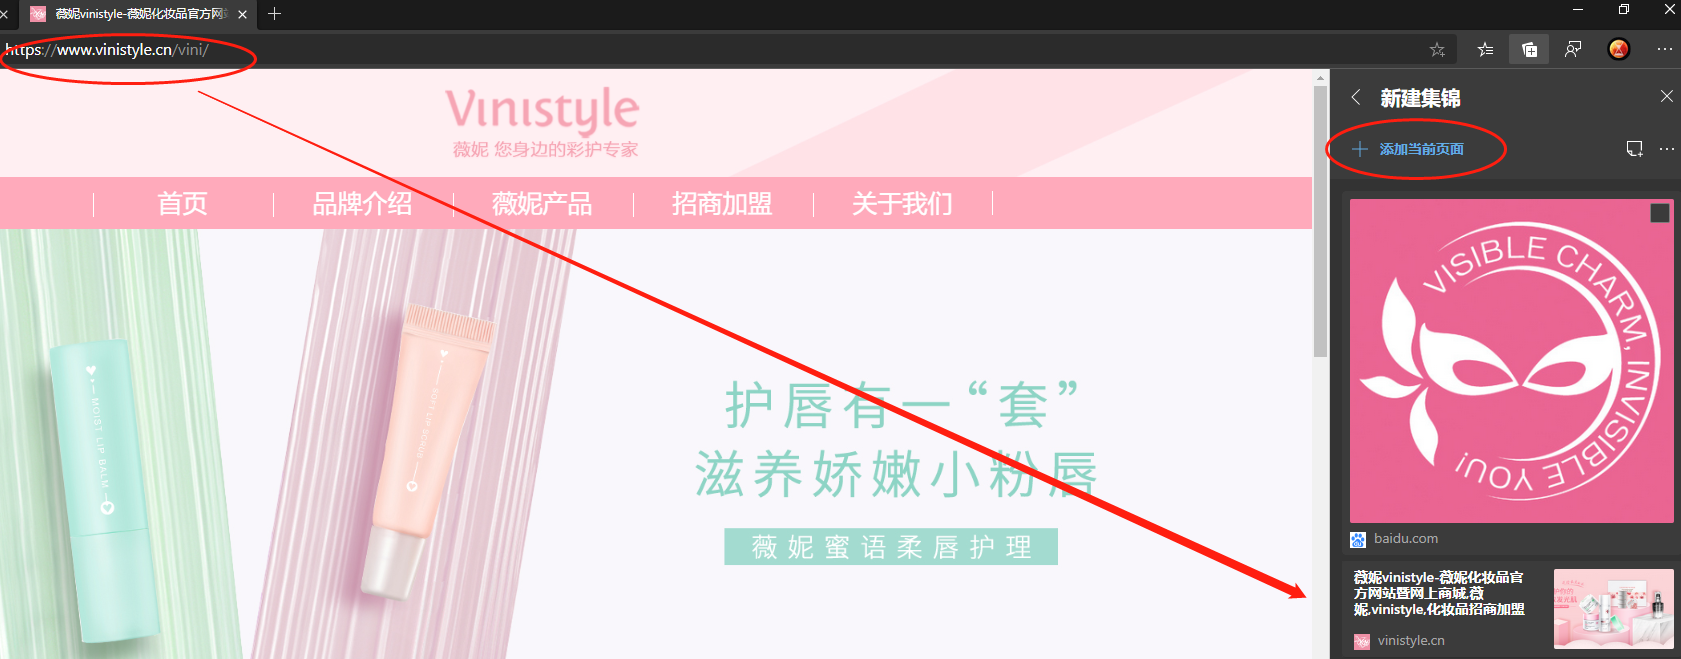 薇妮vinistyle-薇妮化妆品官方网站
https://www.vinistyle.cn/vini/
Vinistyle
薇妮 您身边的彩护专家
首页 品牌介绍 薇妮产品 招商加盟 关于我们
MOIST LIP BALM
SOFT LIP SCRUB
护唇有一“套”
滋养娇嫩小粉唇
薇妮蜜语柔唇护理
新建集锦
添加当前页面
VISIBLE CHARM, INVISIBLE YOU!
baidu.com
薇妮vinistyle-薇妮化妆品官
方网站暨网上商城,薇
妮,vinistyle,化妆品招商加盟
vinistyle.cn